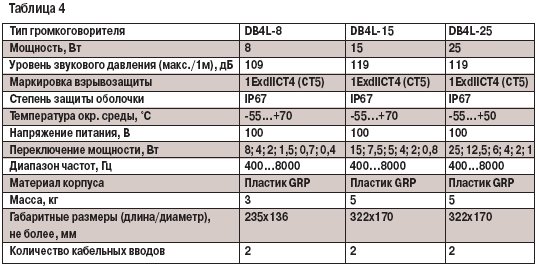 Таблица 4
Тип громкоговорителя DB4L-8 DB4L-15 DB4L-25
Мощность, Вт 8 15 25
Уровень звукового давления (макс./1м), дБ 109 119 119
Маркировка взрывозащиты 1ExdIICT4 (CT5) 1ExdIICT4 (CT5) 1ExdIICT4 (CT5)
Степень защиты оболочки IP67 IP67 IP67
Температура окр. среды, ˚С -55...+70 -55...+70 -55...+50
Напряжение питания, В 100 100 100
Переключение мощности, Вт 8; 4; 2; 1,5; 0,7; 0,4 15; 7,5; 5; 4; 2; 0,8 25; 12,5; 6; 4; 2; 1
Диапазон частот, Гц 400...8000 400...8000 400...8000
Материал корпуса Пластик GRP Пластик GRP Пластик GRP
Масса, кг 3 5 5
Габаритные размеры (длина/диаметр), 235x136 322x170 322x170
не более, мм
Количество кабельных вводов 2 2 2